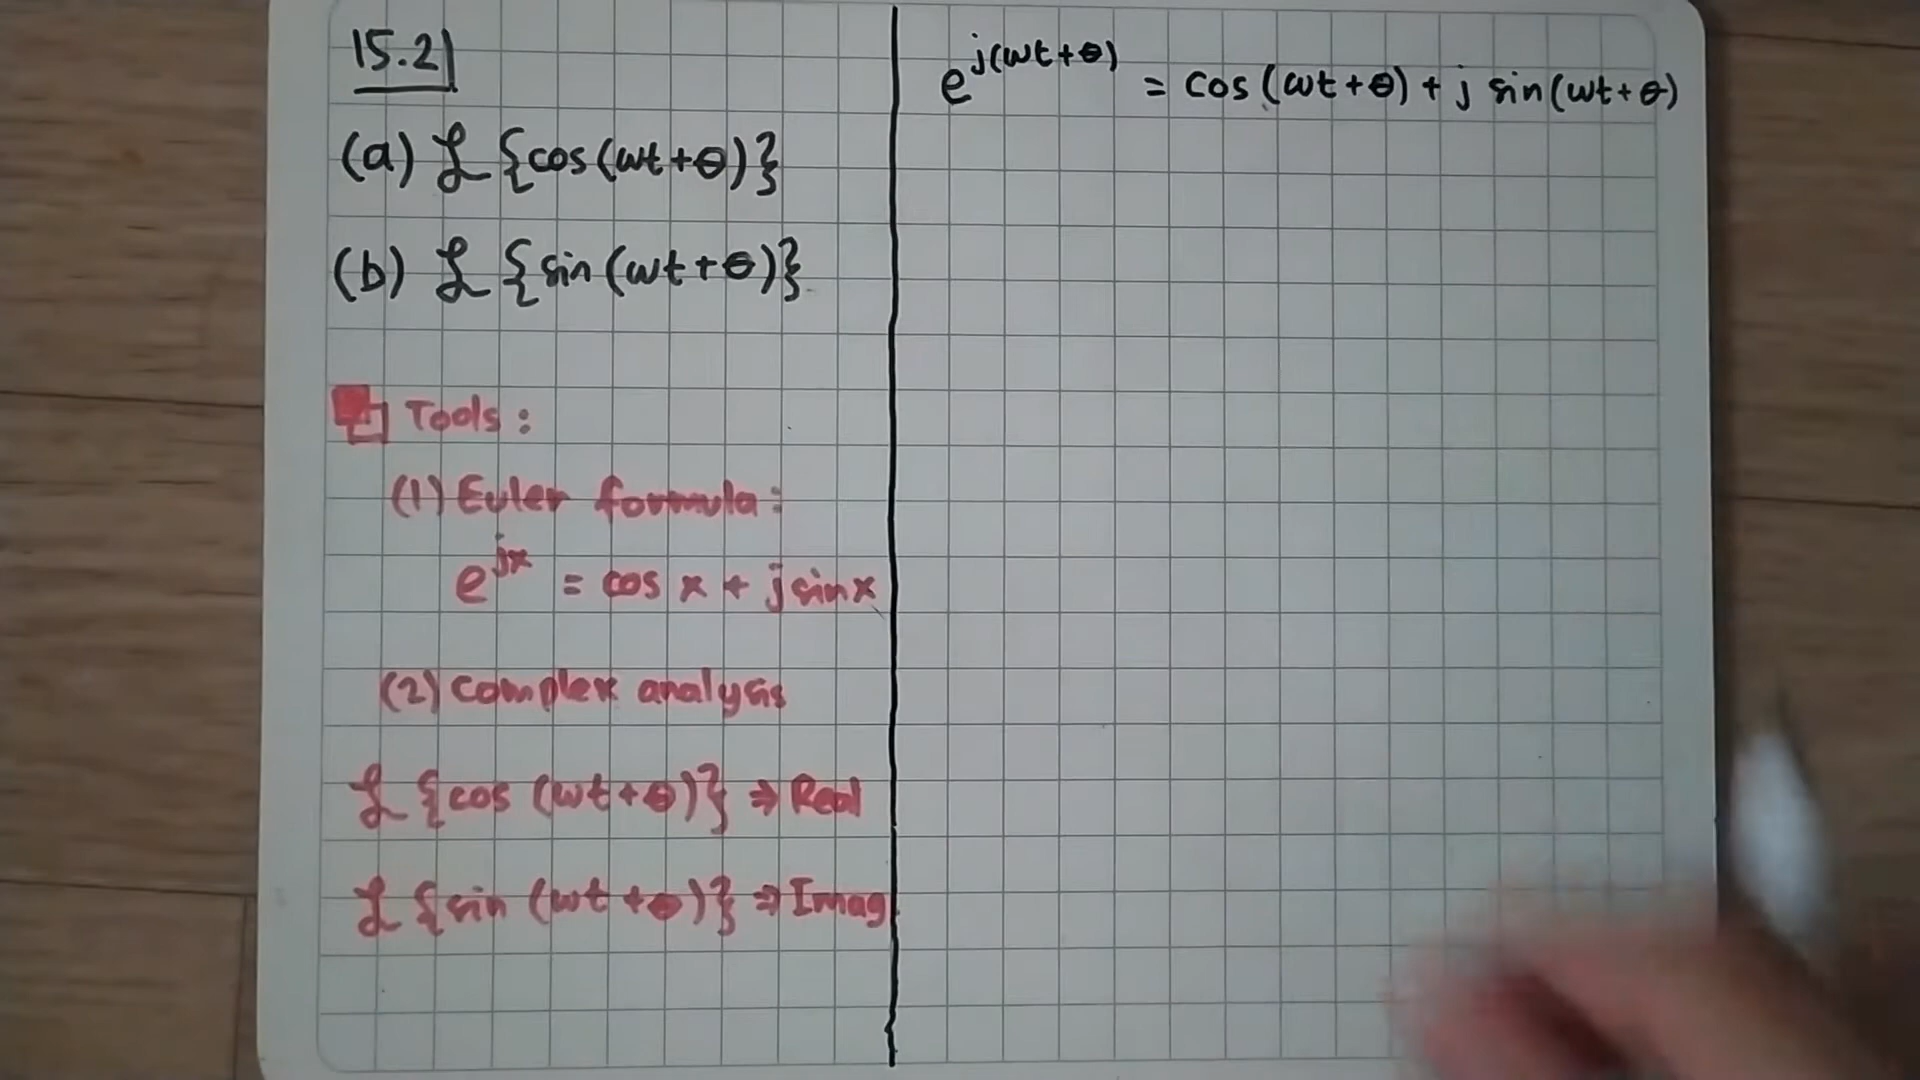 15.2
(a) ℒ {cos(ωt+θ)}
(b) ℒ {sin(ωt+θ)}
Tools:
(1) Euler formula:
e^jx = cos x + j sin x
(2) complex analysis
ℒ {cos (ωt+θ)} ⇒ Real
ℒ {sin (ωt+θ)} ⇒ Imag
e^j(ωt+θ) = cos (ωt+θ) + j sin(ωt+θ)